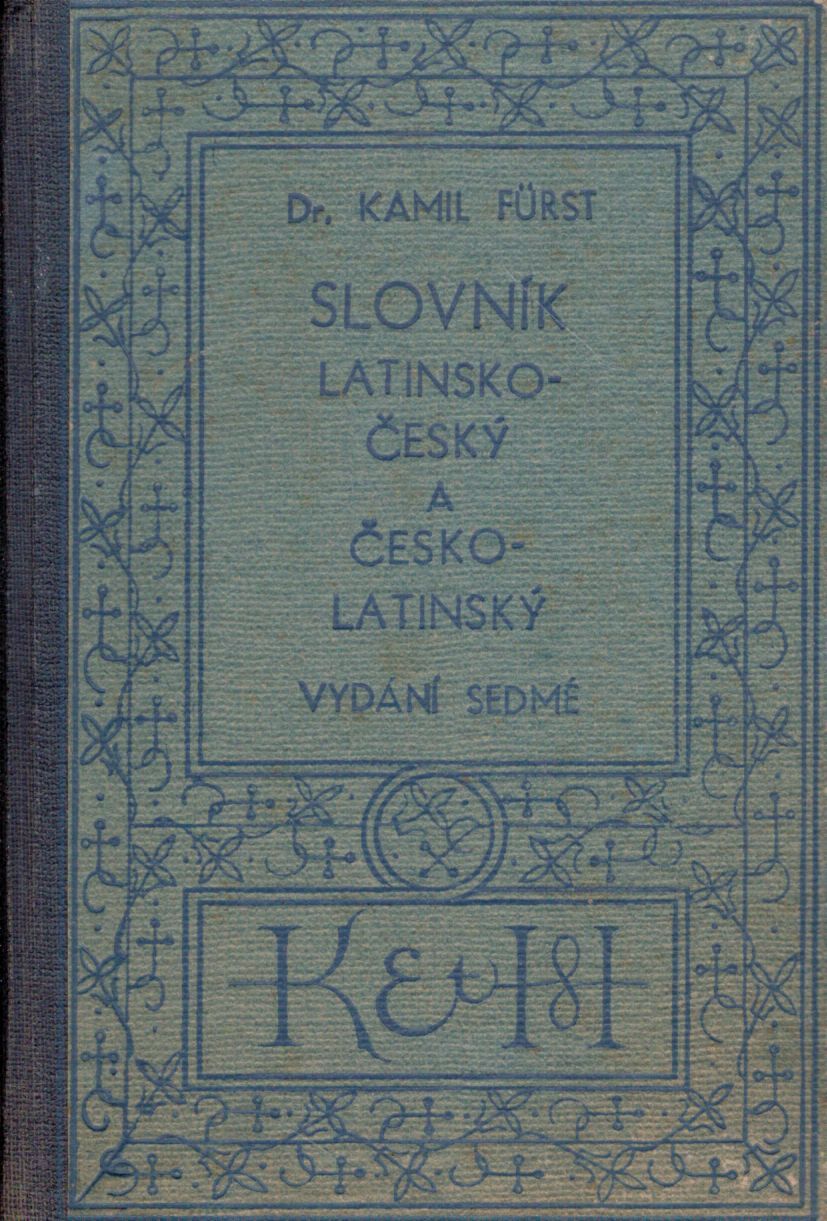 Dr. KAMIL FÜRST
SLOVNÍK
LATINSKO-
ČESKÝ
A
ČESKO-
LATINSKÝ
VYDÁNÍ SEDMÉ
K & H